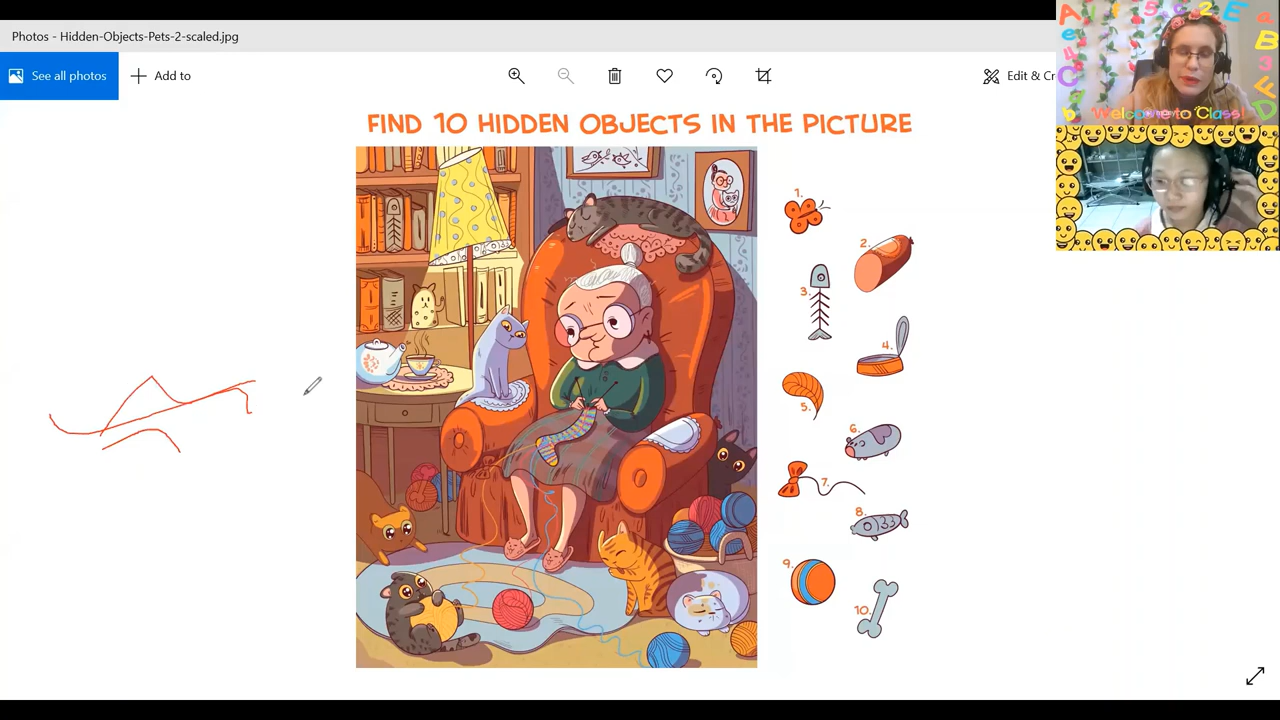 Photos - Hidden-Objects-Pets-2-scaled.jpg
See all photos
Add to
Edit & Cr
FIND 10 HIDDEN OBJECTS IN THE PICTURE
1.
2.
3.
4.
5.
6.
7.
8.
9.
10.
Welcome to Class!